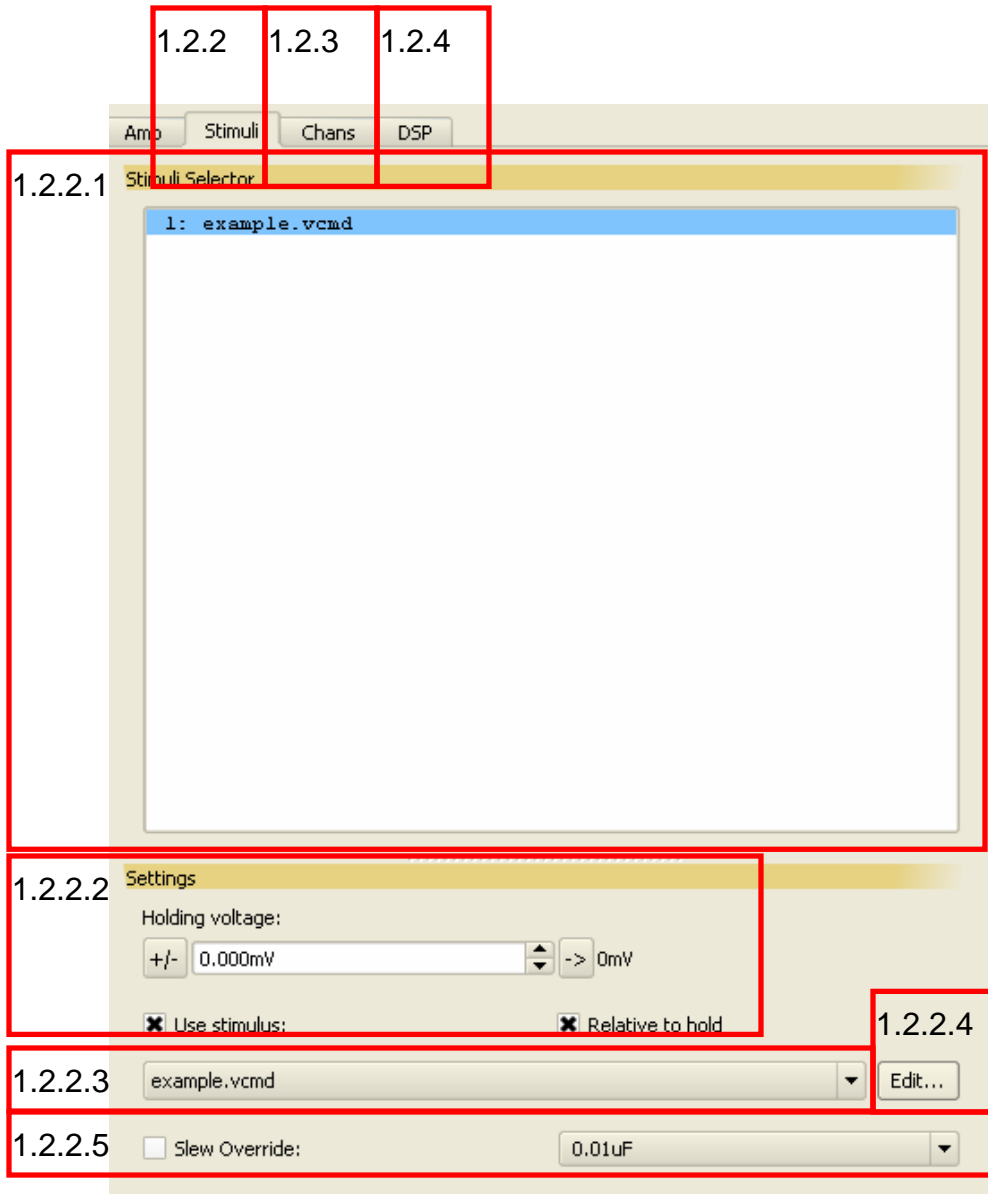 1.2.2 1.2.3 1.2.4
Amp Stimuli Chans DSP
1.2.2.1 Stimuli Selector
1: example.vcmd
1.2.2.2 Settings
Holding voltage:
+/- 0.000mV -> 0mV
Use stimulus: Relative to hold 1.2.2.4
1.2.2.3 example.vcmd Edit...
1.2.2.5 Slew Override: 0.01uF